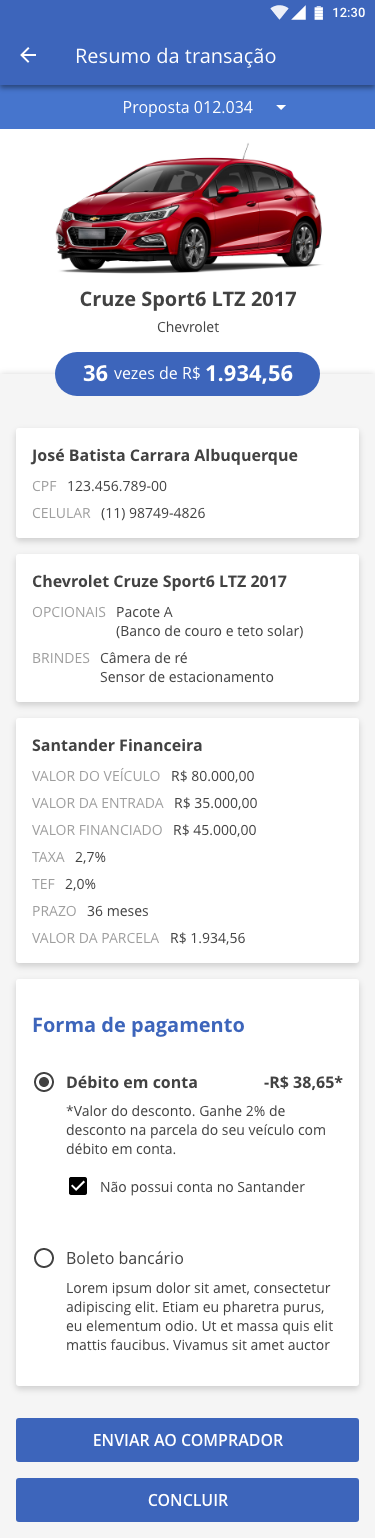 12:30
Resumo da transação
Proposta 012.034
Cruze Sport6 LTZ 2017
Chevrolet
36 vezes de R$ 1.934,56
José Batista Carrara Albuquerque
CPF 123.456.789-00
CELULAR (11) 98749-4826
Chevrolet Cruze Sport6 LTZ 2017
OPCIONAIS Pacote A
(Banco de couro e teto solar)
BRINDES Câmera de ré
Sensor de estacionamento
Santander Financeira
VALOR DO VEÍCULO R$ 80.000,00
VALOR DA ENTRADA R$ 35.000,00
VALOR FINANCIADO R$ 45.000,00
TAXA 2,7%
TEF 2,0%
PRAZO 36 meses
VALOR DA PARCELA R$ 1.934,56
Forma de pagamento
Débito em conta -R$ 38,65*
*Valor do desconto. Ganhe 2% de
desconto na parcela do seu veículo com
débito em conta.
Não possui conta no Santander
Boleto bancário
Lorem ipsum dolor sit amet, consectetur
adipiscing elit. Etiam eu pharetra purus,
eu elementum odio. Ut et massa quis elit
mattis faucibus. Vivamus sit amet auctor
ENVIAR AO COMPRADOR
CONCLUIR